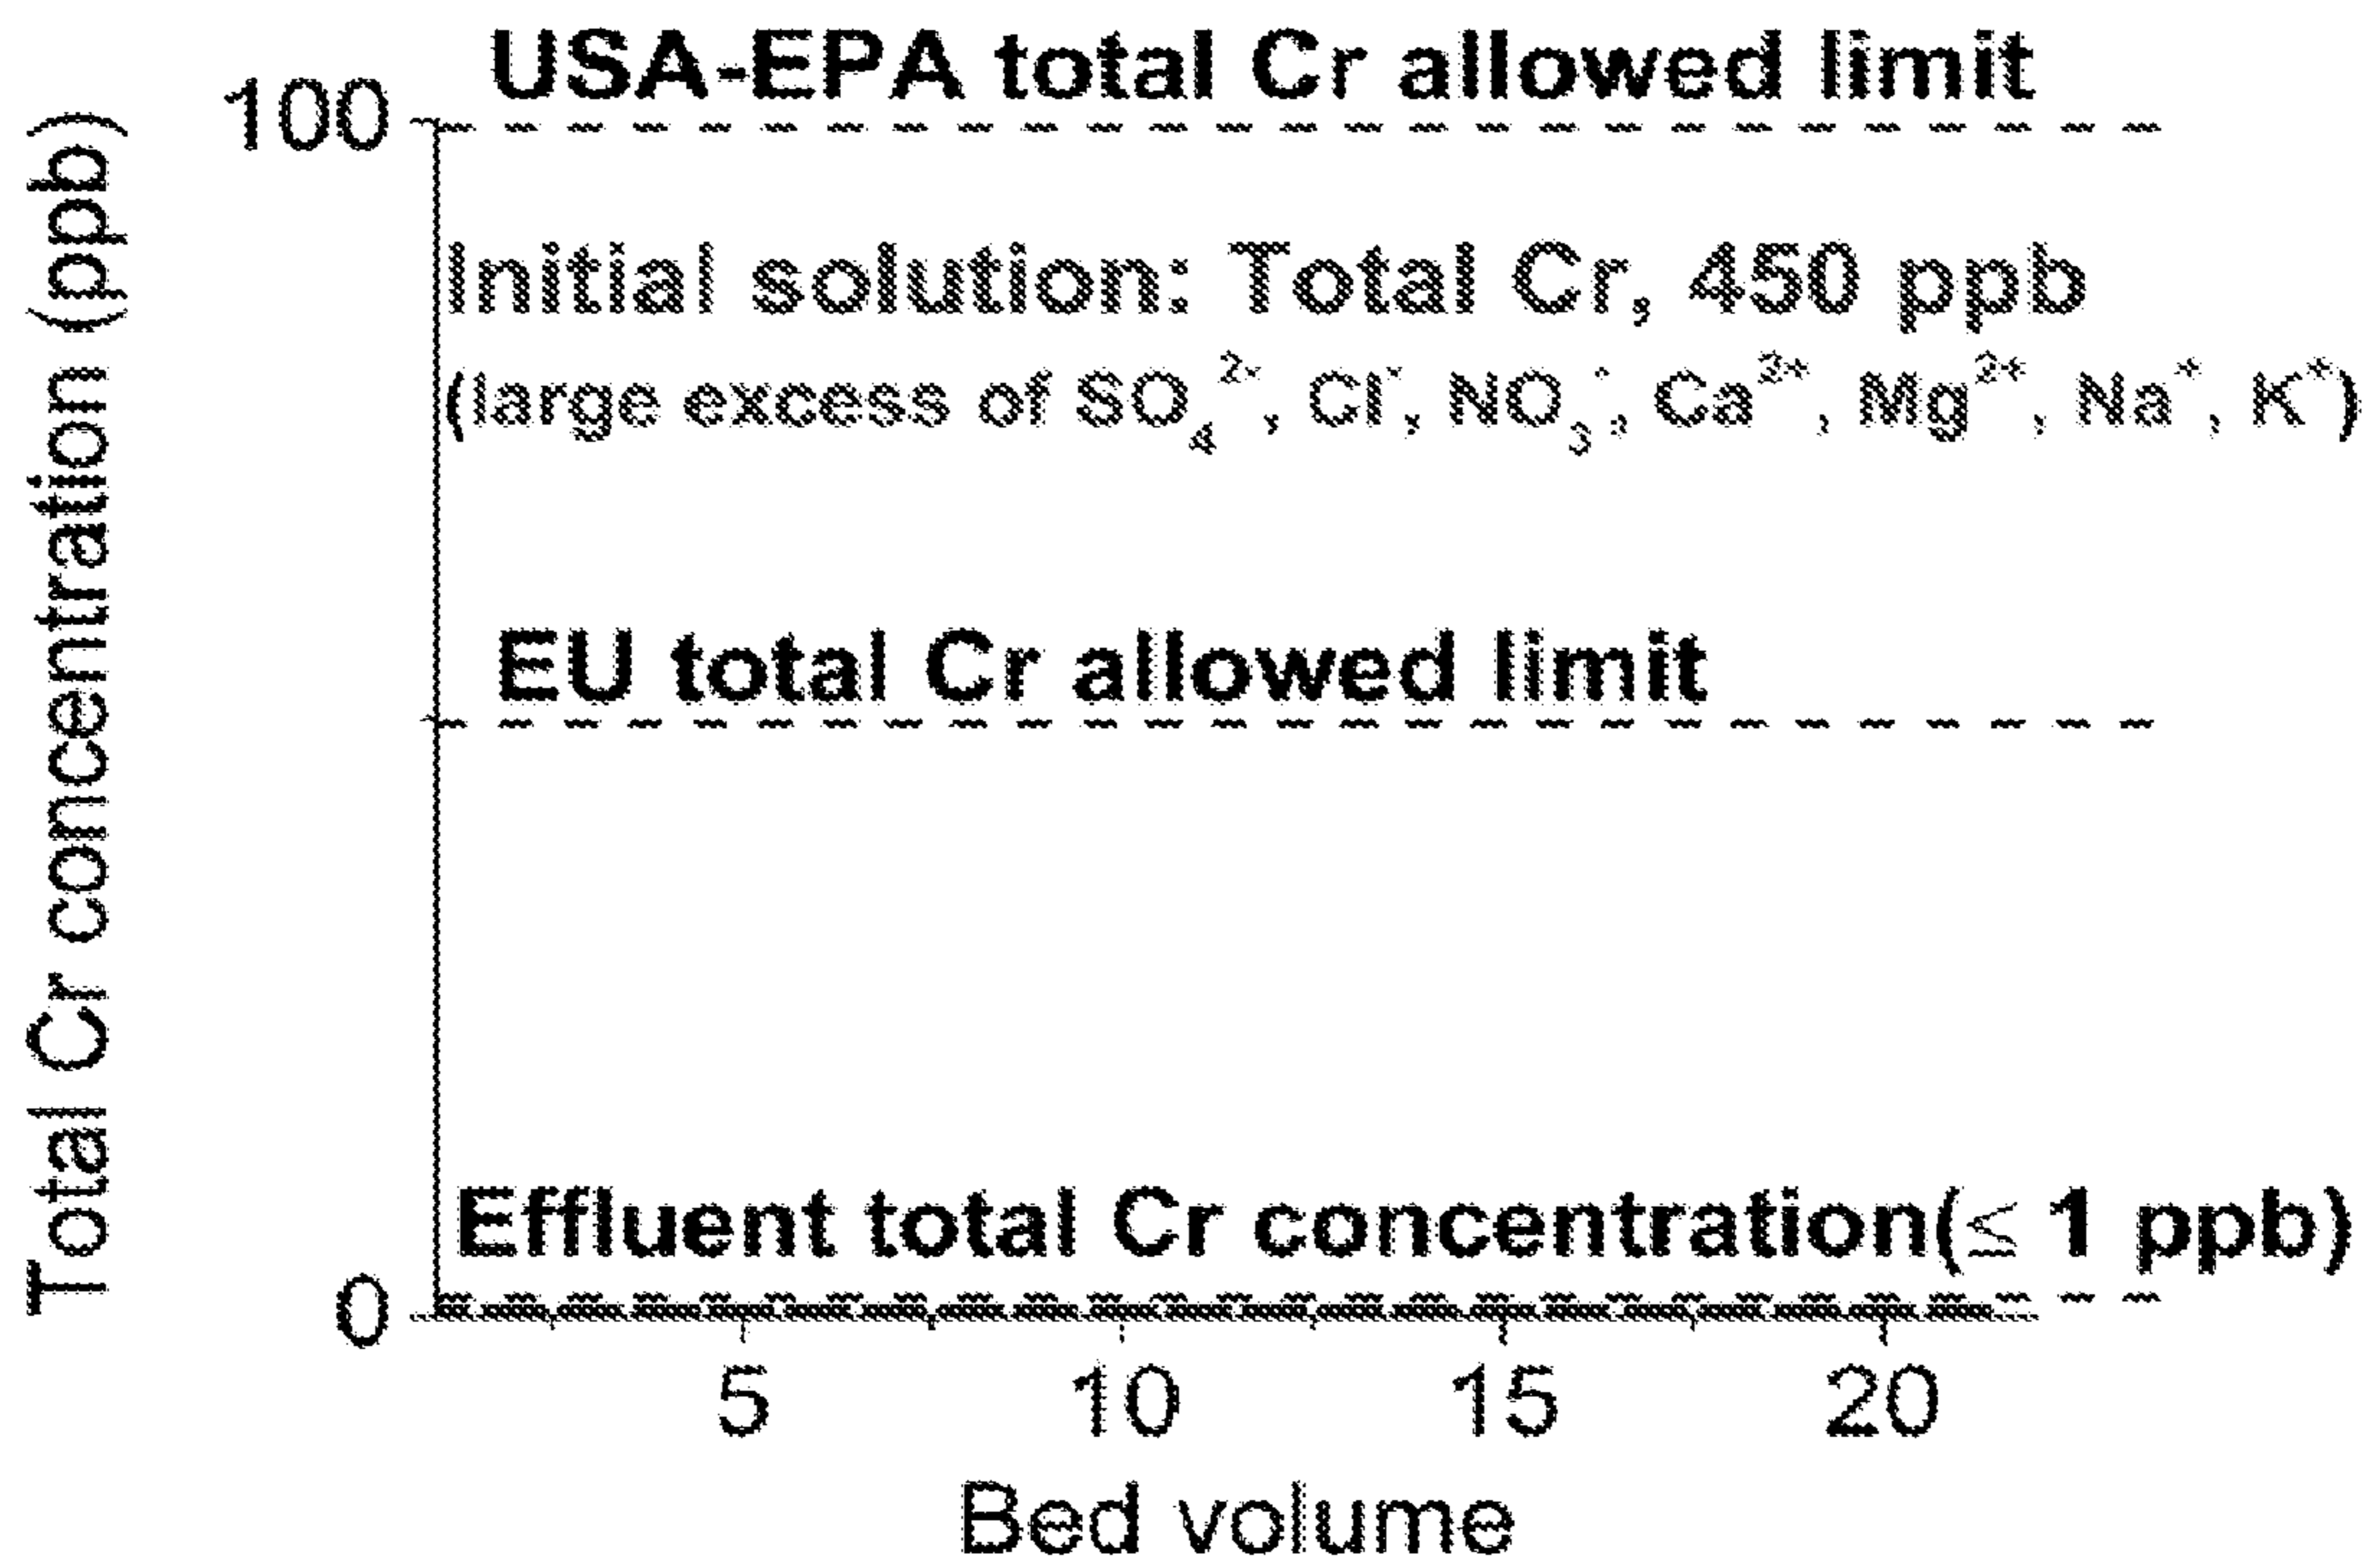 USA-EPA total Cr allowed limit
100
Initial solution: Total Cr, 450 ppb
(large excess of SO₄²⁻, Cl⁻, NO₃⁻, Ca²⁺, Mg²⁺, Na⁺, K⁺)
EU total Cr allowed limit
Effluent total Cr concentration(≤ 1 ppb)
0
5 10 15 20
Bed volume
Total Cr concentration (ppb)